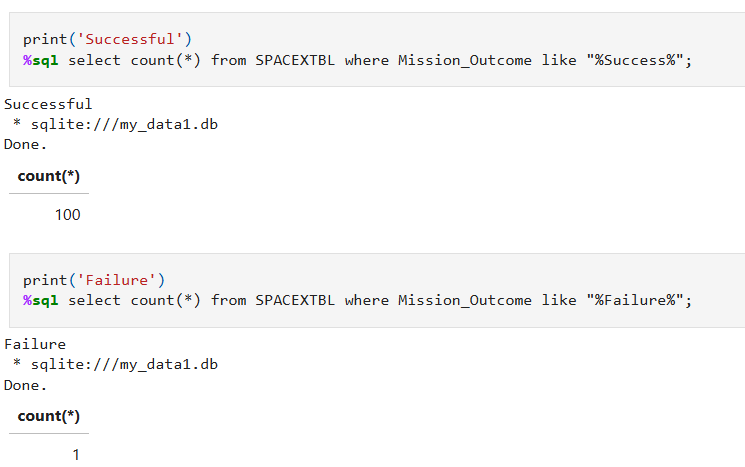 print('Successful')
%sql select count(*) from SPACEXTBL where Mission_Outcome like "%Success%";
Successful
 * sqlite:///my_data1.db
Done.
count(*)
100
print('Failure')
%sql select count(*) from SPACEXTBL where Mission_Outcome like "%Failure%";
Failure
 * sqlite:///my_data1.db
Done.
count(*)
1